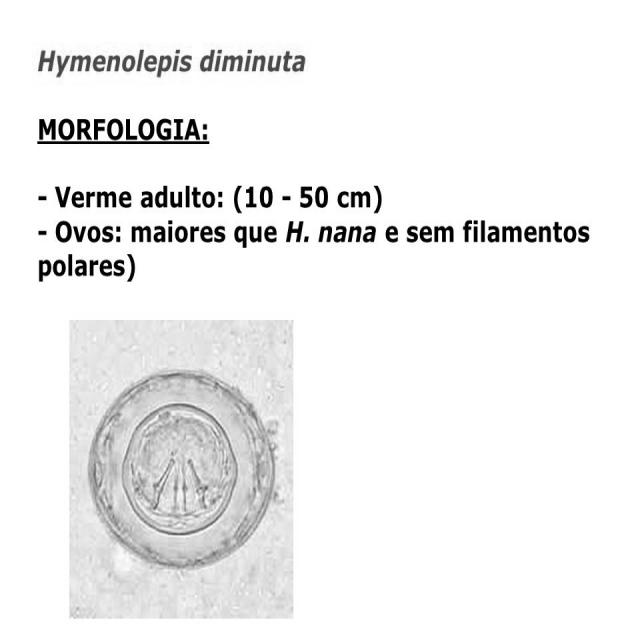 Hymenolepis diminuta
MORFOLOGIA:
- Verme adulto: (10 - 50 cm)
- Ovos: maiores que H. nana e sem filamentos
polares)